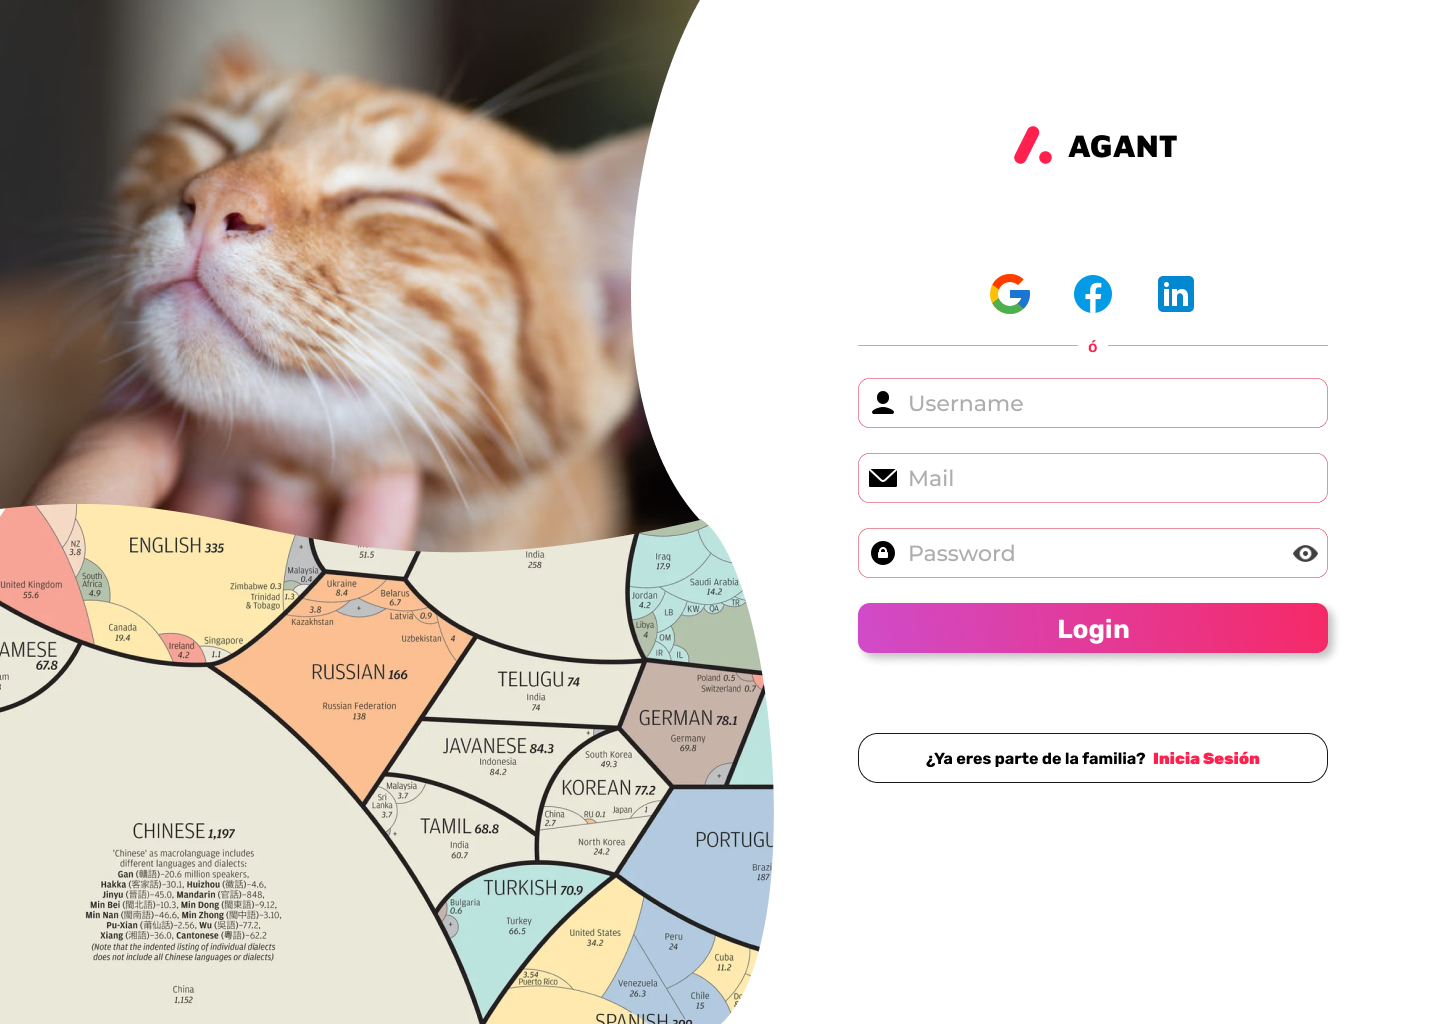 AGANT
ó
Username
Mail
Password
Login
¿Ya eres parte de la familia? Inicia Sesión
NZ
3.8
ENGLISH 335
United Kingdom
55.6
South
Africa
4.9
Canada
19.4
Ireland
4.2
Singapore
1.1
Zimbabwe 0.3
Trinidad
& Tobago
1.3
Malaysia
0.4
+
51.5
India
258
Ukraine
8.4
Belarus
6.7
3.8
Kazakhstan
+
Latvia 0.9
Uzbekistan 4
RUSSIAN 166
Russian Federation
138
Iraq
17.9
Saudi Arabia
14.2
Jordan
4.2
LB
KW
QA
TR
Libya
4
OM
IR
IL
AMESE
67.8
TELUGU 74
India
74
Poland 0.5
Switzerland 0.7
GERMAN 78.1
Germany
69.8
+
JAVANESE 84.3
Indonesia
84.2
+
South Korea
49.3
KOREAN 77.2
China
2.7
RU 0.1
Japan 1
North Korea
24.2
Malaysia
3.7
Sri
Lanka
3.7
+
TAMIL 68.8
India
60.7
PORTUGU
Brazi
187
CHINESE 1,197
'Chinese' as macrolanguage includes
different languages and dialects:
Gan (贛語)–20.6 million speakers,
Hakka (客家話)–30.1, Huizhou (徽話)–4.6,
Jinyu (晉語)–45.0, Mandarin (官話)–848,
Min Bei (閩北語)–10.3, Min Dong (閩東語)–9.12,
Min Nan (閩南語)–46.6, Min Zhong (閩中語)–3.10,
Pu-Xian (莆仙話)–2.56, Wu (吳語)–77.2,
Xiang (湘語)–36.0, Cantonese (粵語)–62.2
(Note that the indented listing of individual dialects
does not include all Chinese languages or dialects)
China
1,152
TURKISH 70.9
Bulgaria
0.6
+
Turkey
66.5
United States
34.2
Peru
24
Cuba
11.2
3.54
Puerto Rico
Venezuela
26.3
Chile
15
SPANISH